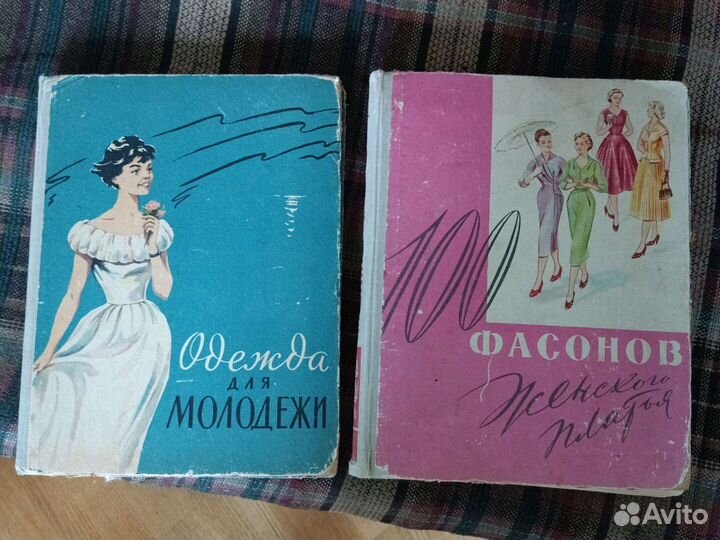 Одежда
для
МОЛОДЕЖИ
100
ФАСОНОВ
женского
платья
Avito